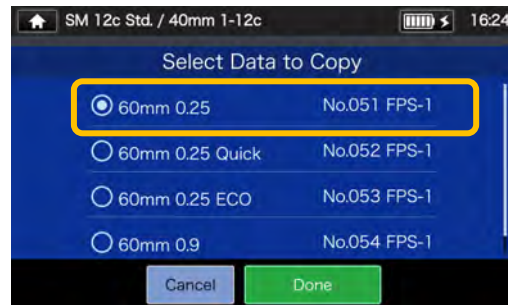 SM 12c Std. / 40mm 1-12c 16:24
Select Data to Copy
60mm 0.25 No.051 FPS-1
60mm 0.25 Quick No.052 FPS-1
60mm 0.25 ECO No.053 FPS-1
60mm 0.9 No.054 FPS-1
Cancel Done